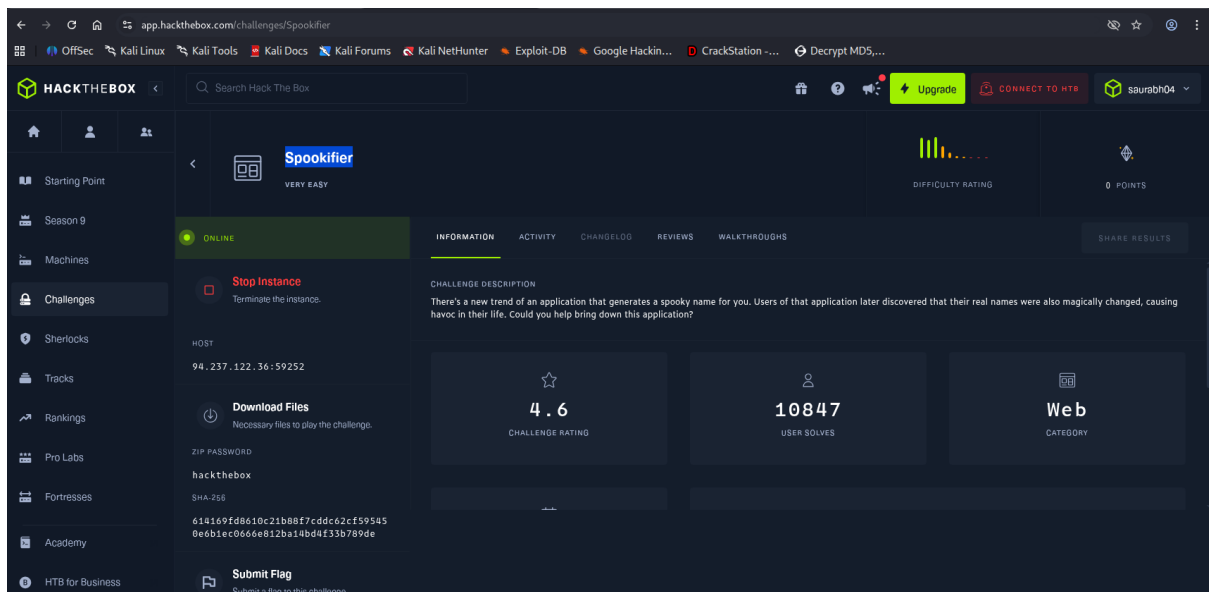 app.hackthebox.com/challenges/Spookifier
OffSec Kali Linux Kali Tools Kali Docs Kali Forums Kali NetHunter Exploit-DB Google Hackin... CrackStation -... Decrypt MD5,...
HACKTHEBOX
Search Hack The Box
Upgrade
CONNECT TO HTB
saurabh04
Starting Point
Season 9
Machines
Challenges
Sherlocks
Tracks
Rankings
Pro Labs
Fortresses
Academy
HTB for Business
Spookifier
VERY EASY
DIFFICULTY RATING
0 POINTS
ONLINE
Stop Instance
Terminate the instance.
HOST
94.237.122.36:59252
Download Files
Necessary files to play the challenge.
ZIP PASSWORD
hackthebox
SHA-256
614169fd8610c21b88f7cddc62cf59545
0e6b1ec0666e812ba14bd4f33b789de
Submit Flag
Submit a flag to this challenge.
INFORMATION ACTIVITY CHANGELOG REVIEWS WALKTHROUGHS
SHARE RESULTS
CHALLENGE DESCRIPTION
There's a new trend of an application that generates a spooky name for you. Users of that application later discovered that their real names were also magically changed, causing
havoc in their life. Could you help bring down this application?
4.6
CHALLENGE RATING
10847
USER SOLVES
Web
CATEGORY